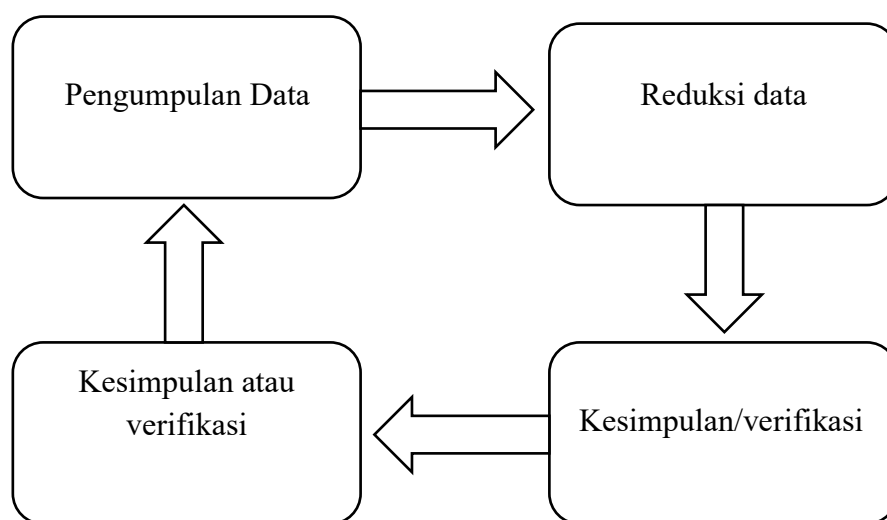 Pengumpulan Data
Reduksi data
Kesimpulan atau
verifikasi
Kesimpulan/verifikasi